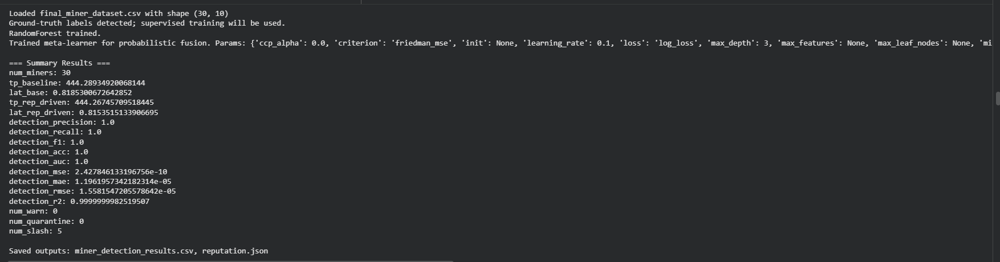 Loaded final_miner_dataset.csv with shape (30, 10)
Ground-truth labels detected; supervised training will be used.
RandomForest trained.
Trained meta-learner for probabilistic fusion. Params: {'ccp_alpha': 0.0, 'criterion': 'friedman_mse', 'init': None, 'learning_rate': 0.1, 'loss': 'log_loss', 'max_depth': 3, 'max_features': None, 'max_leaf_nodes': None, 'mi
=== Summary Results ===
num_miners: 30
tp_baseline: 444.28934920068144
lat_base: 0.8185300672642852
tp_rep_driven: 444.26745709518445
lat_rep_driven: 0.8153515133906695
detection_precision: 1.0
detection_recall: 1.0
detection_f1: 1.0
detection_acc: 1.0
detection_auc: 1.0
detection_mse: 2.427846133196756e-10
detection_mae: 1.1961957342182314e-05
detection_rmse: 1.5581547205578642e-05
detection_r2: 0.9999999982519507
num_warn: 0
num_quarantine: 0
num_slash: 5
Saved outputs: miner_detection_results.csv, reputation.json